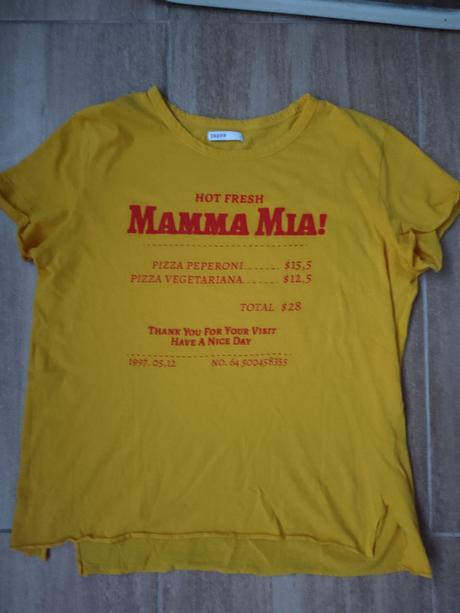 HOT FRESH
MAMMA MIA!
PIZZA PEPERONI...... $15,5
PIZZA VEGETARIANA...... $12,5
TOTAL $28
THANK YOU FOR YOUR VISIT
HAVE A NICE DAY
1997. 05,12 NO. 64 500458355